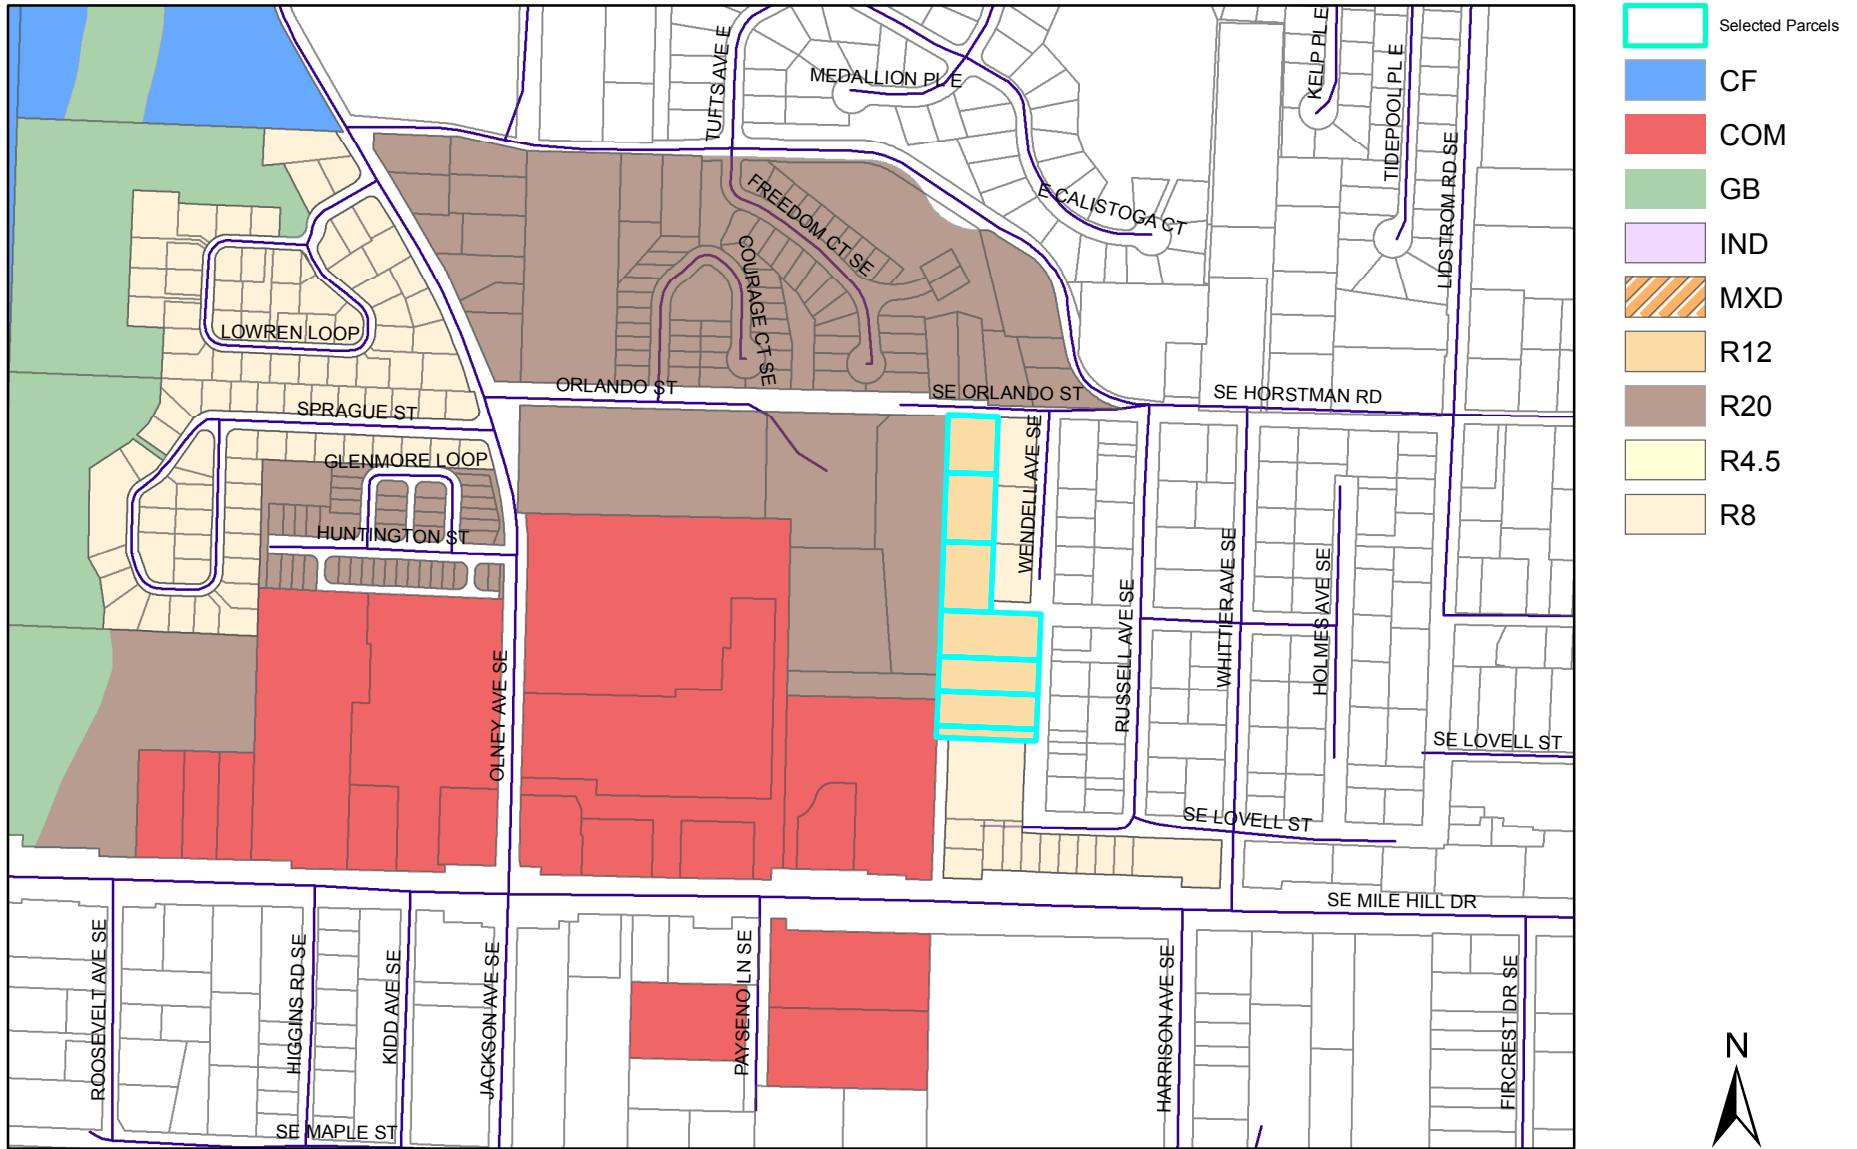 TUFTS AVE E
MEDALLION PL E
KELP PL E
TIDEPOOL PL E
LIDSTROM RD SE
E CALISTOGA CT
FREEDOM CT SE
COURAGE CT SE
LOWREN LOOP
ORLANDO ST
SE ORLANDO ST
SE HORSTMAN RD
SPRAGUE ST
GLENMORE LOOP
HUNTINGTON ST
WENDELL AVE SE
RUSSELL AVE SE
WHITTIER AVE SE
HOLMES AVE SE
OLNEY AVE SE
SE LOVELL ST
SE LOVELL ST
SE MILE HILL DR
ROOSEVELT AVE SE
HIGGINS RD SE
KIDD AVE SE
JACKSON AVE SE
PAYSENO LN SE
HARRISON AVE SE
FIRCREST DR SE
SE MAPLE ST
Selected Parcels
CF
COM
GB
IND
MXD
R12
R20
R4.5
R8
N